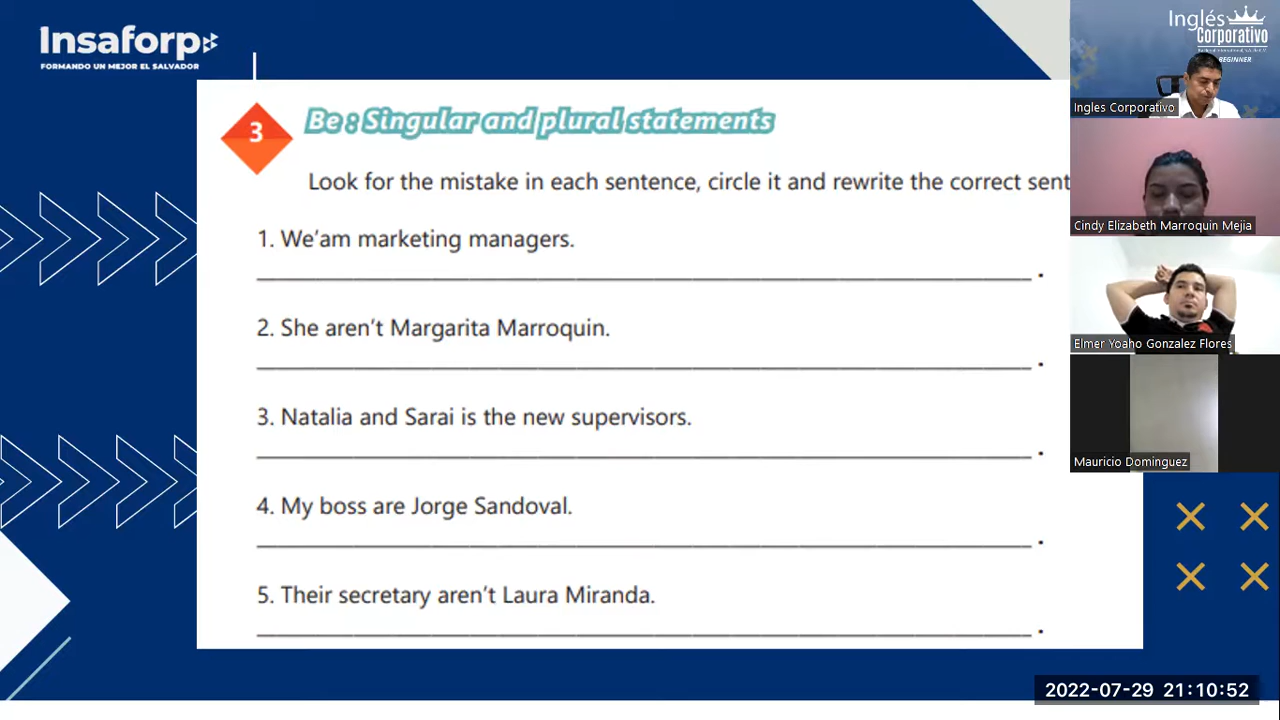 Insaforp
FORMANDO UN MEJOR EL SALVADOR
3
Be : Singular and plural statements
Look for the mistake in each sentence, circle it and rewrite the correct sent
1. We'am marketing managers.
2. She aren't Margarita Marroquin.
3. Natalia and Sarai is the new supervisors.
4. My boss are Jorge Sandoval.
5. Their secretary aren't Laura Miranda.
Inglés
Corporativo
BEGINNER
Ingles Corporativo
Cindy Elizabeth Marroquin Mejia
Elmer Yoaho Gonzalez Flores
Mauricio Dominguez
2022-07-29 21:10:52